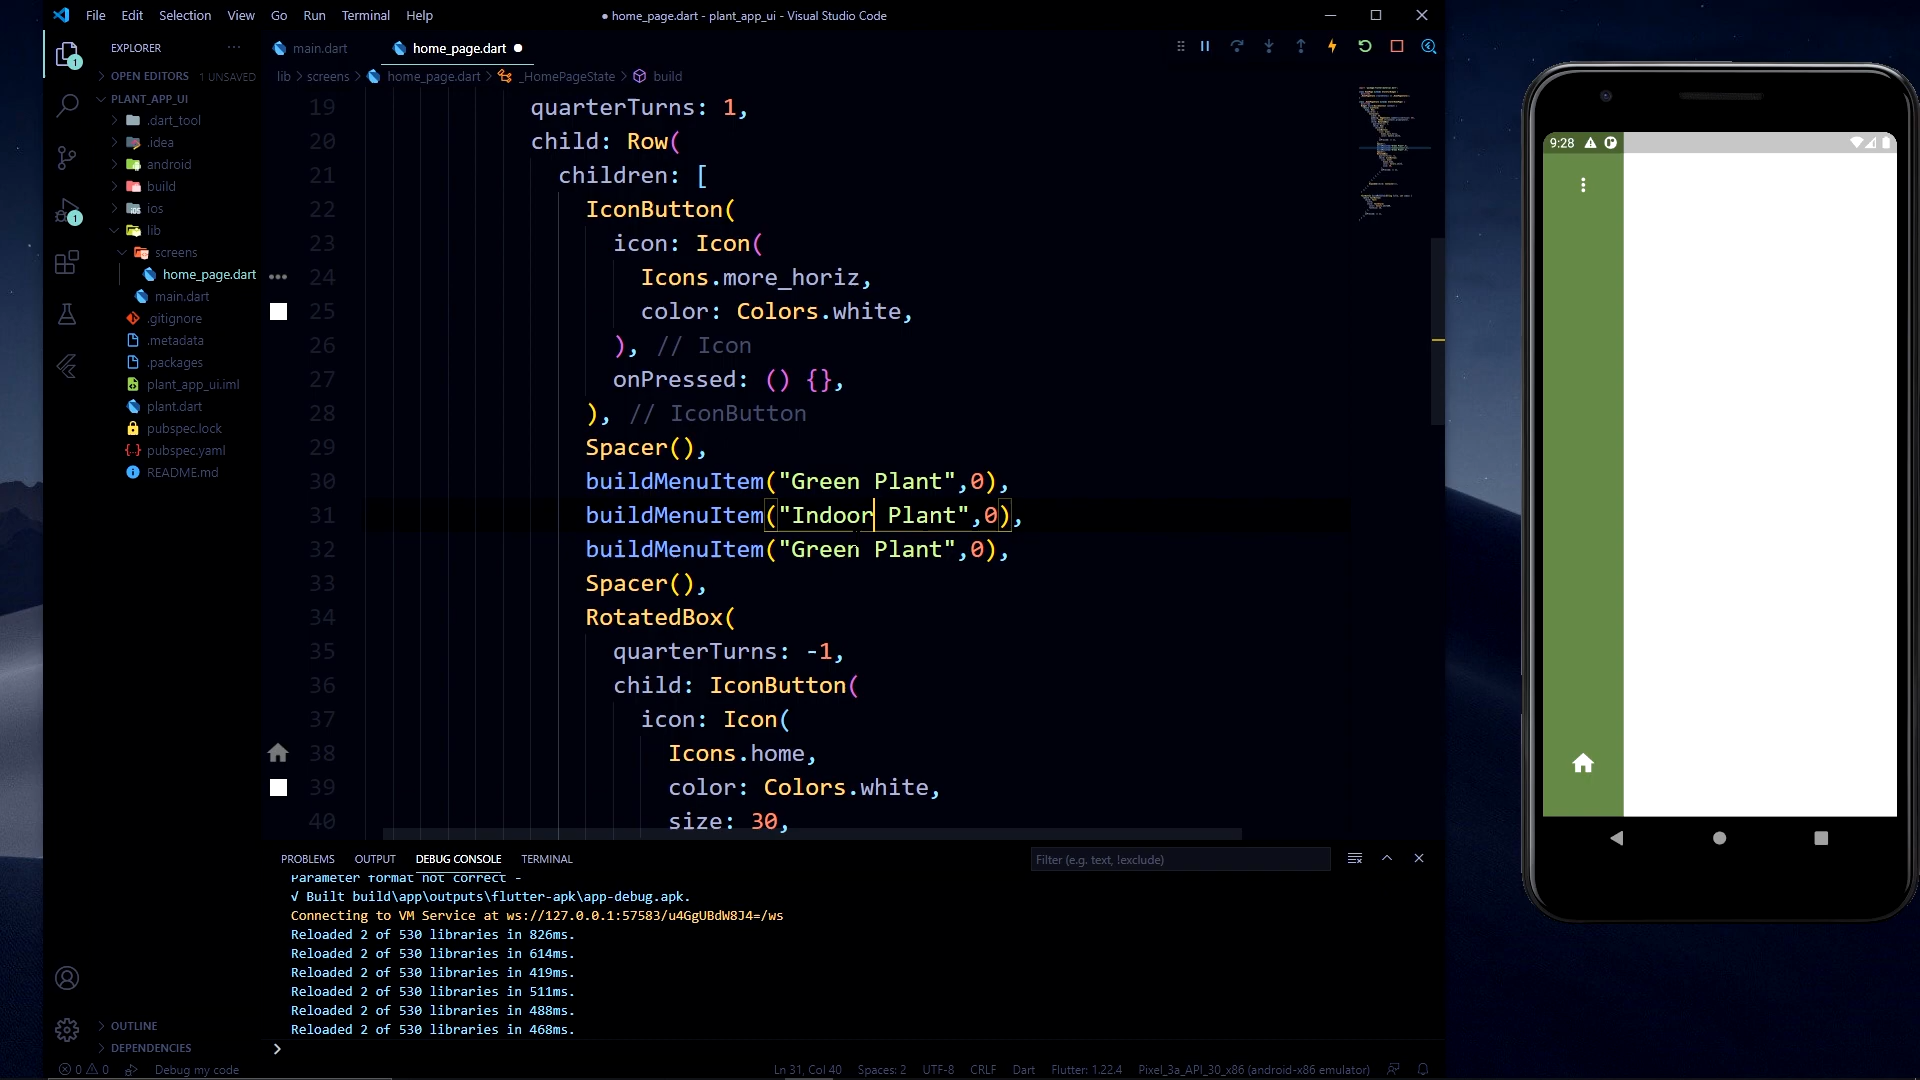 File Edit Selection View Go Run Terminal Help
● home_page.dart - plant_app_ui - Visual Studio Code
EXPLORER
OPEN EDITORS 1 UNSAVED
PLANT_APP_UI
.dart_tool
.idea
android
build
ios
lib
screens
home_page.dart
main.dart
.gitignore
.metadata
.packages
plant_app_ui.iml
plant.dart
pubspec.lock
pubspec.yaml
README.md
OUTLINE
DEPENDENCIES
1
1
main.dart
home_page.dart ●
lib > screens > home_page.dart > _HomePageState > build
19 quarterTurns: 1,
20 child: Row(
21 children: [
22 IconButton(
23 icon: Icon(
24 Icons.more_horiz,
25 color: Colors.white,
26 ), // Icon
27 onPressed: () {},
28 ), // IconButton
29 Spacer(),
30 buildMenuItem("Green Plant",0),
31 buildMenuItem("Indoor Plant",0),
32 buildMenuItem("Green Plant",0),
33 Spacer(),
34 RotatedBox(
35 quarterTurns: -1,
36 child: IconButton(
37 icon: Icon(
38 Icons.home,
39 color: Colors.white,
40 size: 30,
PROBLEMS OUTPUT DEBUG CONSOLE TERMINAL
Filter (e.g. text, !exclude)
Parameter format not correct -
√ Built build\app\outputs\flutter-apk\app-debug.apk.
Connecting to VM Service at ws://127.0.0.1:57583/u4GgUBdW8J4=/ws
Reloaded 2 of 530 libraries in 826ms.
Reloaded 2 of 530 libraries in 614ms.
Reloaded 2 of 530 libraries in 419ms.
Reloaded 2 of 530 libraries in 511ms.
Reloaded 2 of 530 libraries in 488ms.
Reloaded 2 of 530 libraries in 468ms.
0 0 Debug my code
Ln 31, Col 40 Spaces: 2 UTF-8 CRLF Dart Flutter: 1.22.4 Pixel_3a_API_30_x86 (android-x86 emulator)
9:28